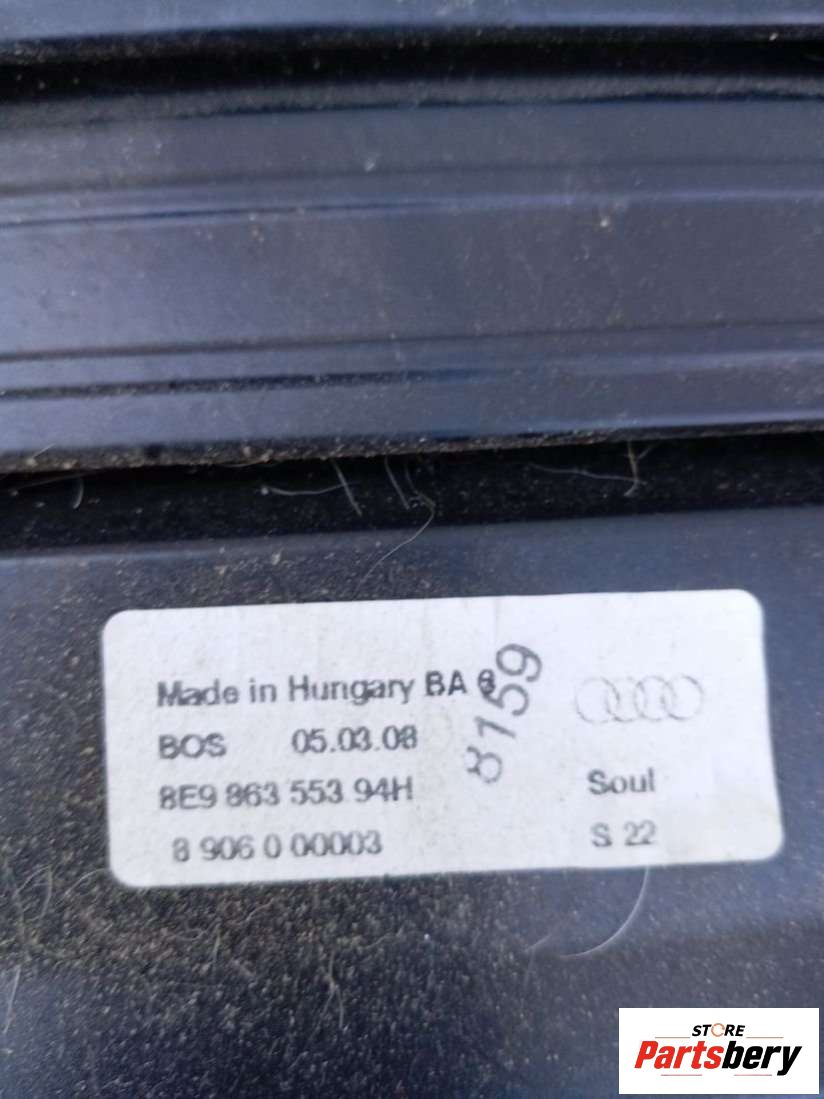 Made in Hungary BA 6
BOS 05.03.08
8E9 863 553 94H
8 906 0 00003
8159
Soul
S 22
STORE
Partsbery